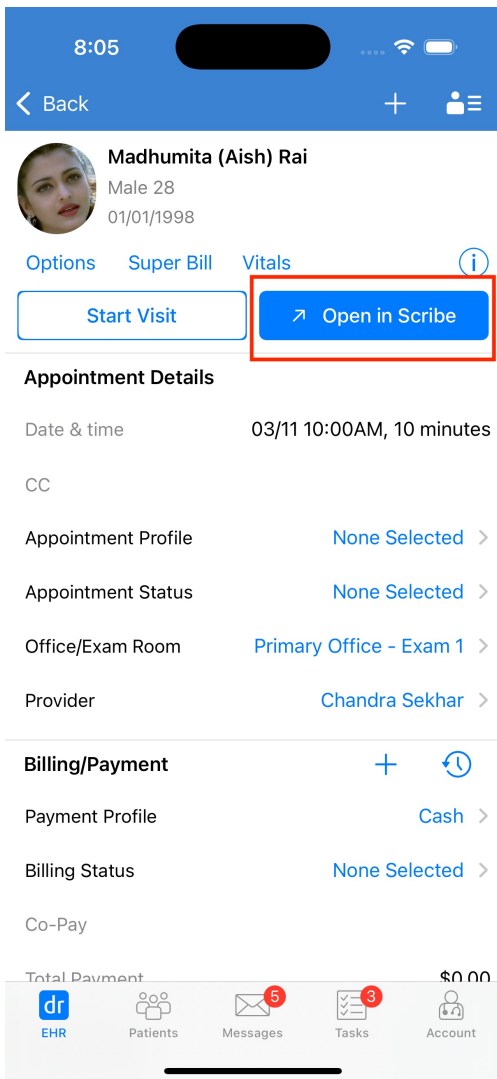 8:05
Back
Madhumita (Aish) Rai
Male 28
01/01/1998
Options Super Bill Vitals i
Start Visit Open in Scribe
Appointment Details
Date & time 03/11 10:00AM, 10 minutes
CC
Appointment Profile None Selected
Appointment Status None Selected
Office/Exam Room Primary Office - Exam 1
Provider Chandra Sekhar
Billing/Payment
Payment Profile Cash
Billing Status None Selected
Co-Pay
Total Payment $0.00
dr 5 3
EHR Patients Messages Tasks Account